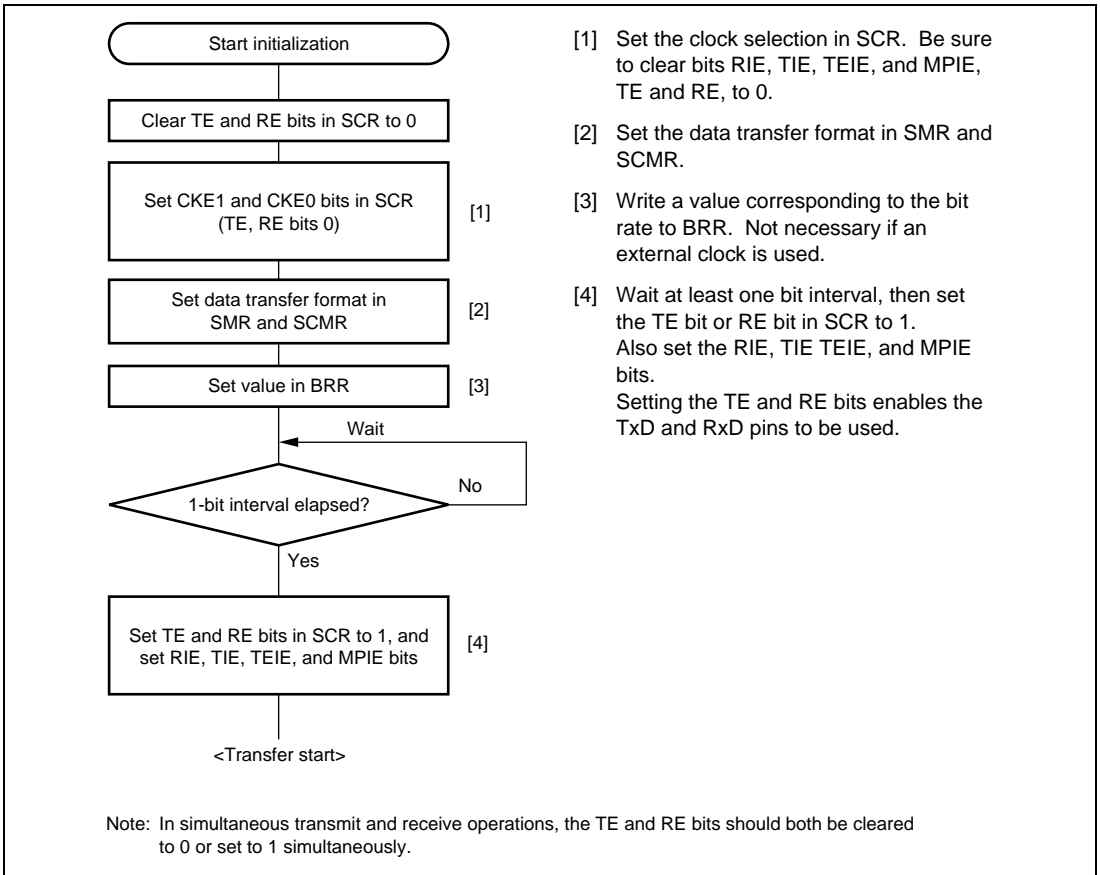 Start initialization
Clear TE and RE bits in SCR to 0
Set CKE1 and CKE0 bits in SCR
(TE, RE bits 0)
[1]
Set data transfer format in
SMR and SCMR
[2]
Set value in BRR
[3]
Wait
No
1-bit interval elapsed?
Yes
Set TE and RE bits in SCR to 1, and
set RIE, TIE, TEIE, and MPIE bits
[4]
<Transfer start>
[1] Set the clock selection in SCR. Be sure
to clear bits RIE, TIE, TEIE, and MPIE,
TE and RE, to 0.
[2] Set the data transfer format in SMR and
SCMR.
[3] Write a value corresponding to the bit
rate to BRR. Not necessary if an
external clock is used.
[4] Wait at least one bit interval, then set
the TE bit or RE bit in SCR to 1.
Also set the RIE, TIE TEIE, and MPIE
bits.
Setting the TE and RE bits enables the
TxD and RxD pins to be used.
Note: In simultaneous transmit and receive operations, the TE and RE bits should both be cleared
to 0 or set to 1 simultaneously.